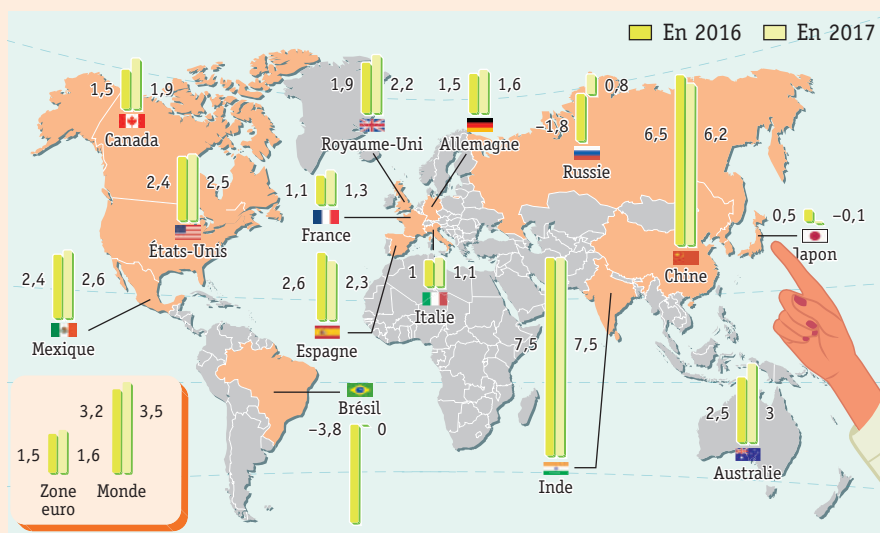 En 2016 En 2017
1,5 1,9
Canada
1,9 2,2
Royaume-Uni
1,5 1,6
Allemagne
−1,8 0,8
Russie
6,5 6,2
Chine
0,5 −0,1
Japon
2,4 2,5
États-Unis
1,1 1,3
France
2,4 2,6
Mexique
2,6 2,3
Espagne
1 1,1
Italie
7,5 7,5
Inde
Brésil
−3,8 0
2,5 3
Australie
1,5 1,6
Zone
euro
3,2 3,5
Monde